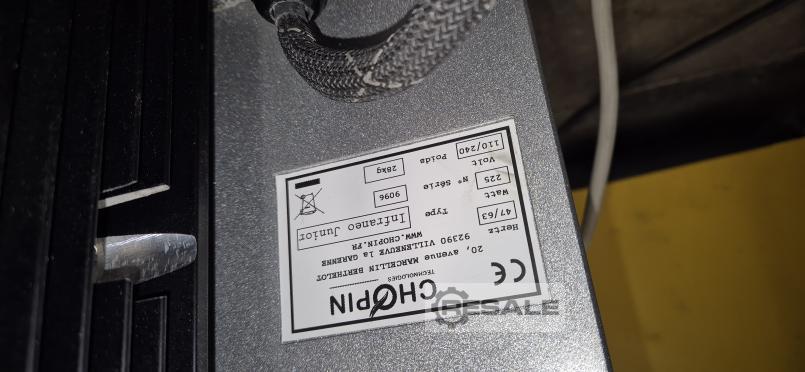 CHOPIN
TECHNOLOGIES
CE
20, avenue MARCELLIN BERTHELOT
92390 VILLENEUVE la GARENNE
WWW.CHOPIN.FR
Type
Infraneo Junior
Hertz
47/63
N° Série
9096
Watt
225
Poids
28kg
Volt
110/240
RESALE